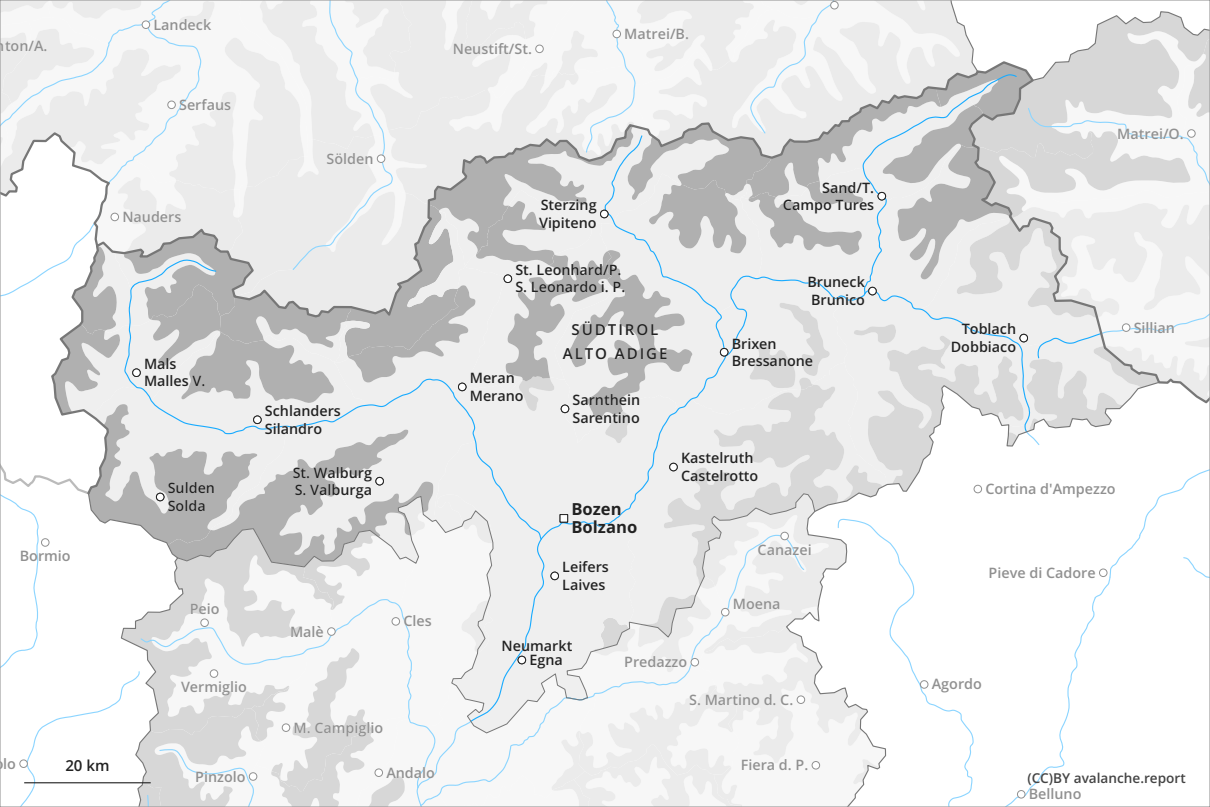 Landeck
Matrei/B.
nton/A.
Neustift/St.
Serfaus
Matrei/O.
Sölden
Sand/T.
Campo Tures
Sterzing
Vipiteno
Nauders
St. Leonhard/P.
S. Leonardo i. P.
Bruneck
Brunico
SÜDTIROL
ALTO ADIGE
Toblach
Dobbiaco
Sillian
Brixen
Bressanone
Mals
Malles V.
Meran
Merano
Schlanders
Silandro
Sarnthein
Sarentino
Kastelruth
Castelrotto
St. Walburg
S. Valburga
Sulden
Solda
Cortina d'Ampezzo
Bozen
Bolzano
Bormio
Canazei
Leifers
Laives
Pieve di Cadore
Peio
Moena
Malè
Cles
Neumarkt
Egna
Predazzo
Vermiglio
Agordo
S. Martino d. C.
M. Campiglio
Fiera d. P.
olo
20 km
Pinzolo
Andalo
(CC)BY avalanche.report
Belluno